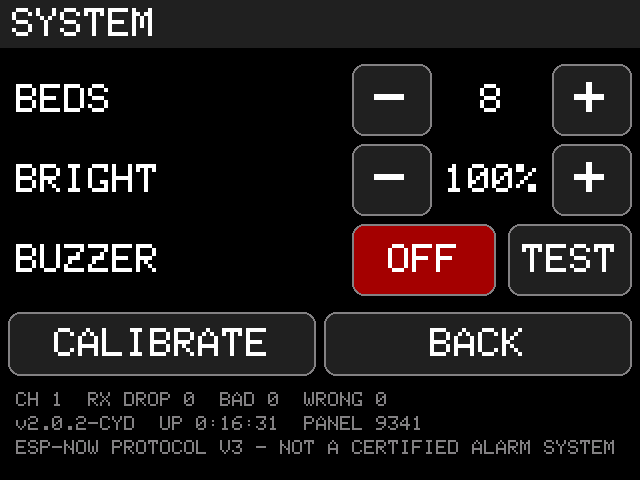 SYSTEM
BEDS − 8 +
BRIGHT − 100% +
BUZZER OFF TEST
CALIBRATE BACK
CH 1 RX DROP 0 BAD 0 WRONG 0
v2.0.2-CYD UP 0:16:31 PANEL 9341
ESP-NOW PROTOCOL V3 - NOT A CERTIFIED ALARM SYSTEM